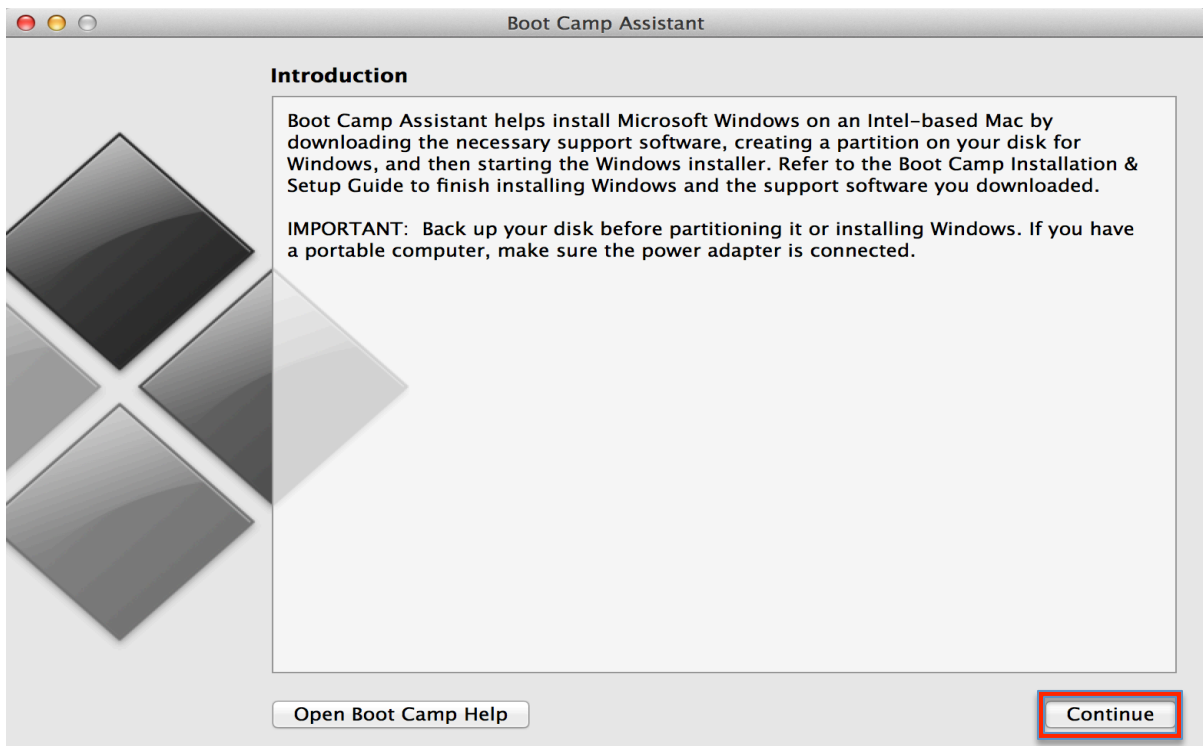 Boot Camp Assistant
Introduction
Boot Camp Assistant helps install Microsoft Windows on an Intel-based Mac by
downloading the necessary support software, creating a partition on your disk for
Windows, and then starting the Windows installer. Refer to the Boot Camp Installation &
Setup Guide to finish installing Windows and the support software you downloaded.
IMPORTANT:  Back up your disk before partitioning it or installing Windows. If you have
a portable computer, make sure the power adapter is connected.
Open Boot Camp Help
Continue